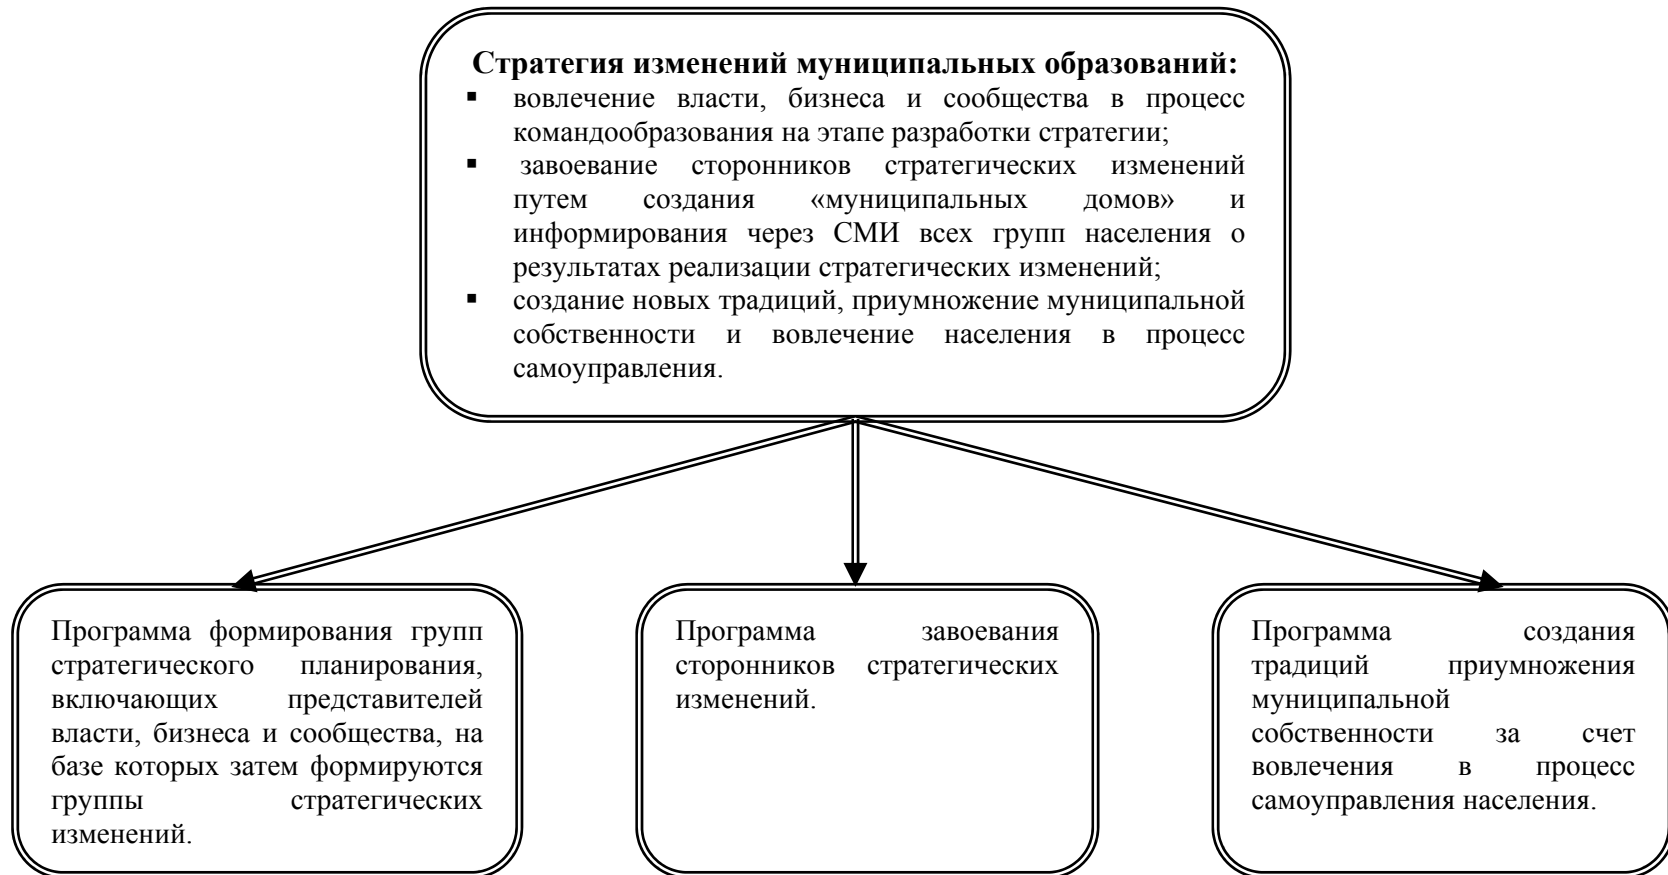 Стратегия изменений муниципальных образований:
▪ вовлечение власти, бизнеса и сообщества в процесс
командообразования на этапе разработки стратегии;
▪ завоевание сторонников стратегических изменений
путем создания «муниципальных домов» и
информирования через СМИ всех групп населения о
результатах реализации стратегических изменений;
▪ создание новых традиций, приумножение муниципальной
собственности и вовлечение населения в процесс
самоуправления.
Программа формирования групп
стратегического планирования,
включающих представителей
власти, бизнеса и сообщества, на
базе которых затем формируются
группы стратегических
изменений.
Программа завоевания
сторонников стратегических
изменений.
Программа создания
традиций приумножения
муниципальной
собственности за счет
вовлечения в процесс
самоуправления населения.